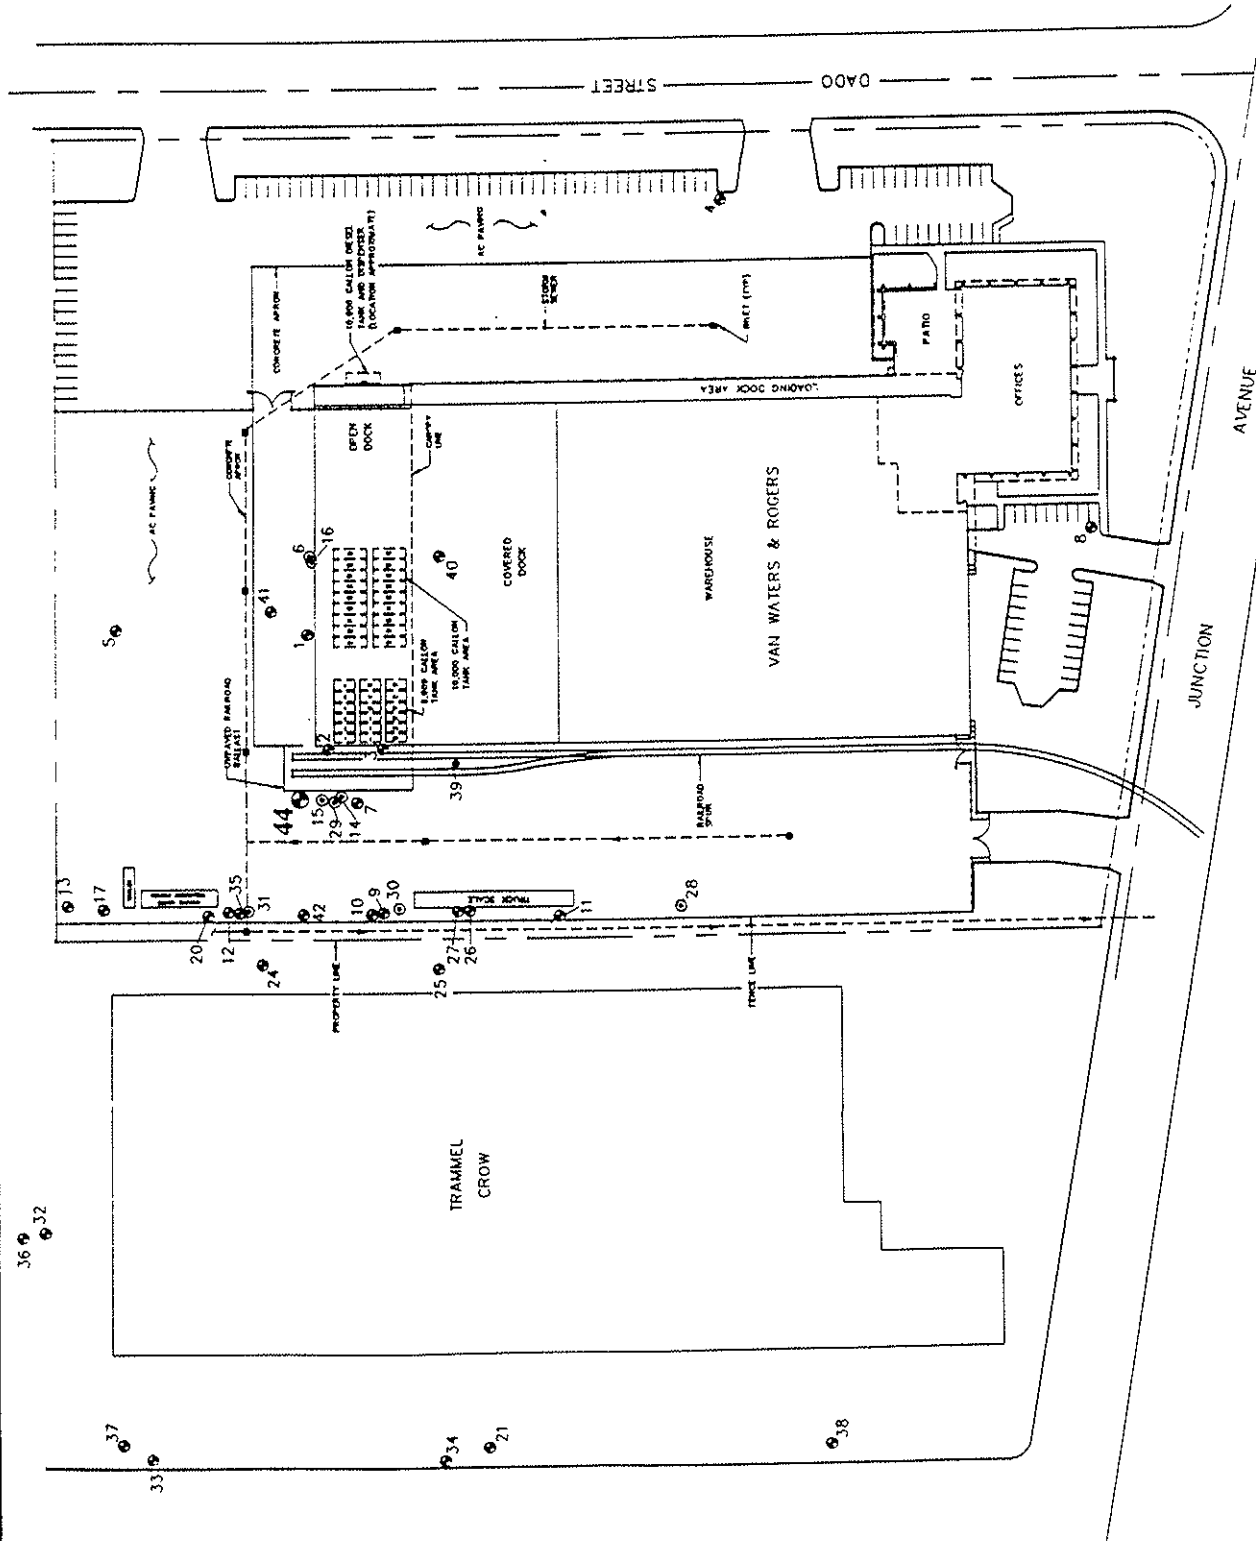 DADO STREET
AC PAVING
4
10,000 GALLON DIESEL
TANK AND DISPENSER
(LOCATION APPROXIMATE)
CONCRETE APRON
STORM
SEWER
INLET (TYP)
PATIO
OFFICES
LOADING DOCK AREA
OPEN
DOCK
CANOPY
LINE
AC PAVING
CONCRETE
APRON
5
41
6
16
1
40
COVERED
DOCK
WAREHOUSE
VAN WATERS & ROGERS
8,000 GALLON
TANK AREA
10,000 GALLON
TANK AREA
UNPAVED RAILROAD
BALLAST
2
3
39
RAILROAD
SPUR
8
JUNCTION AVENUE
44
15
29
14
7
13
17
35
31
42
10
9
30
TRUCK SCALE
28
20
12
24
27
26
11
25
PROPERTY LINE
FENCE LINE
TRAMMEL
CROW
36
32
37
33
34
21
38